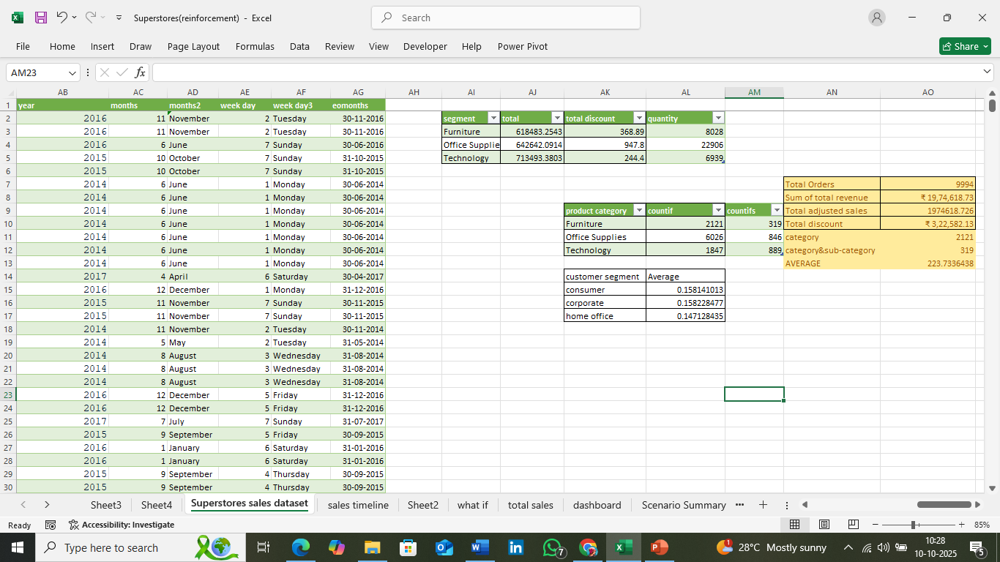 Superstores(reinforcement) - Excel
Search
File Home Insert Draw Page Layout Formulas Data Review View Developer Help Power Pivot
Share
AM23
fx
AB AC AD AE AF AG AH AI AJ AK AL AM AN AO
1 year months months2 week day week day3 eomonths
2 2016 11 November 2 Tuesday 30-11-2016 segment total total discount quantity
3 2016 11 November 2 Tuesday 30-11-2016 Furniture 618483.2543 368.89 8028
4 2016 6 June 7 Sunday 30-06-2016 Office Supplie 642642.0914 947.8 22906
5 2015 10 October 7 Sunday 31-10-2015 Technology 713493.3803 244.4 6939
6 2015 10 October 7 Sunday 31-10-2015
7 2014 6 June 1 Monday 30-06-2014 Total Orders 9994
8 2014 6 June 1 Monday 30-06-2014 Sum of total revenue ₹ 19,74,618.73
9 2014 6 June 1 Monday 30-06-2014 product category countif countifs Total adjusted sales 1974618.726
10 2014 6 June 1 Monday 30-06-2014 Furniture 2121 319 Total discount ₹ 3,22,582.13
11 2014 6 June 1 Monday 30-06-2014 Office Supplies 6026 846 category 2121
12 2014 6 June 1 Monday 30-06-2014 Technology 1847 889 category&sub-category 319
13 2014 6 June 1 Monday 30-06-2014 AVERAGE 223.7336438
14 2017 4 April 6 Saturday 30-04-2017 customer segment Average
15 2016 12 December 1 Monday 31-12-2016 consumer 0.158141013
16 2015 11 November 7 Sunday 30-11-2015 corporate 0.158228477
17 2015 11 November 7 Sunday 30-11-2015 home office 0.147128435
18 2014 11 November 2 Tuesday 30-11-2014
19 2014 5 May 2 Tuesday 31-05-2014
20 2014 8 August 3 Wednesday 31-08-2014
21 2014 8 August 3 Wednesday 31-08-2014
22 2014 8 August 3 Wednesday 31-08-2014
23 2016 12 December 5 Friday 31-12-2016
24 2016 12 December 5 Friday 31-12-2016
25 2017 7 July 7 Sunday 31-07-2017
26 2015 9 September 5 Friday 30-09-2015
27 2016 1 January 6 Saturday 31-01-2016
28 2016 1 January 6 Saturday 31-01-2016
29 2015 9 September 4 Thursday 30-09-2015
30 2015 9 September 4 Thursday 30-09-2015
Sheet3 Sheet4 Superstores sales dataset sales timeline Sheet2 what if total sales dashboard Scenario Summary
Ready Accessibility: Investigate 85%
Type here to search 7 28°C Mostly sunny 10:28
10-10-2025 5